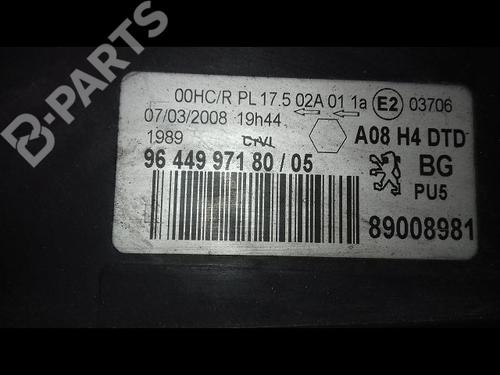 B-PARTS
00HC/R PL 17.5 02A 01 1a E2 03706
07/03/2008 19h44
1989 A08 H4 DTD
96 449 971 80 / 05 BG
PU5
89008981